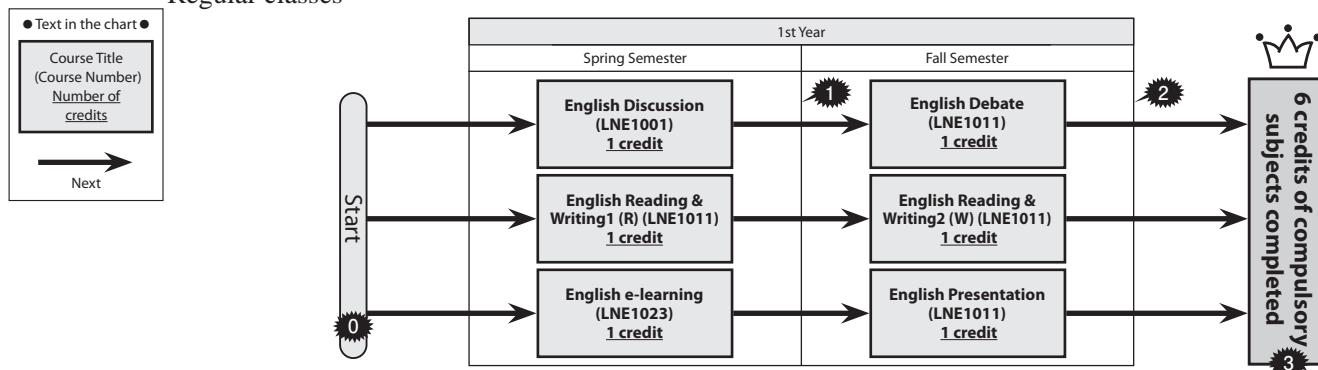 Regular classes
● Text in the chart ●
Course Title
(Course Number)
Number of
credits
Next
1st Year
Spring Semester
Fall Semester
Start
0
English Discussion
(LNE1001)
1 credit
1
English Debate
(LNE1011)
1 credit
2
English Reading &
Writing1 (R) (LNE1011)
1 credit
English Reading &
Writing2 (W) (LNE1011)
1 credit
English e-learning
(LNE1023)
1 credit
English Presentation
(LNE1011)
1 credit
6 credits of compulsory
subjects completed
3